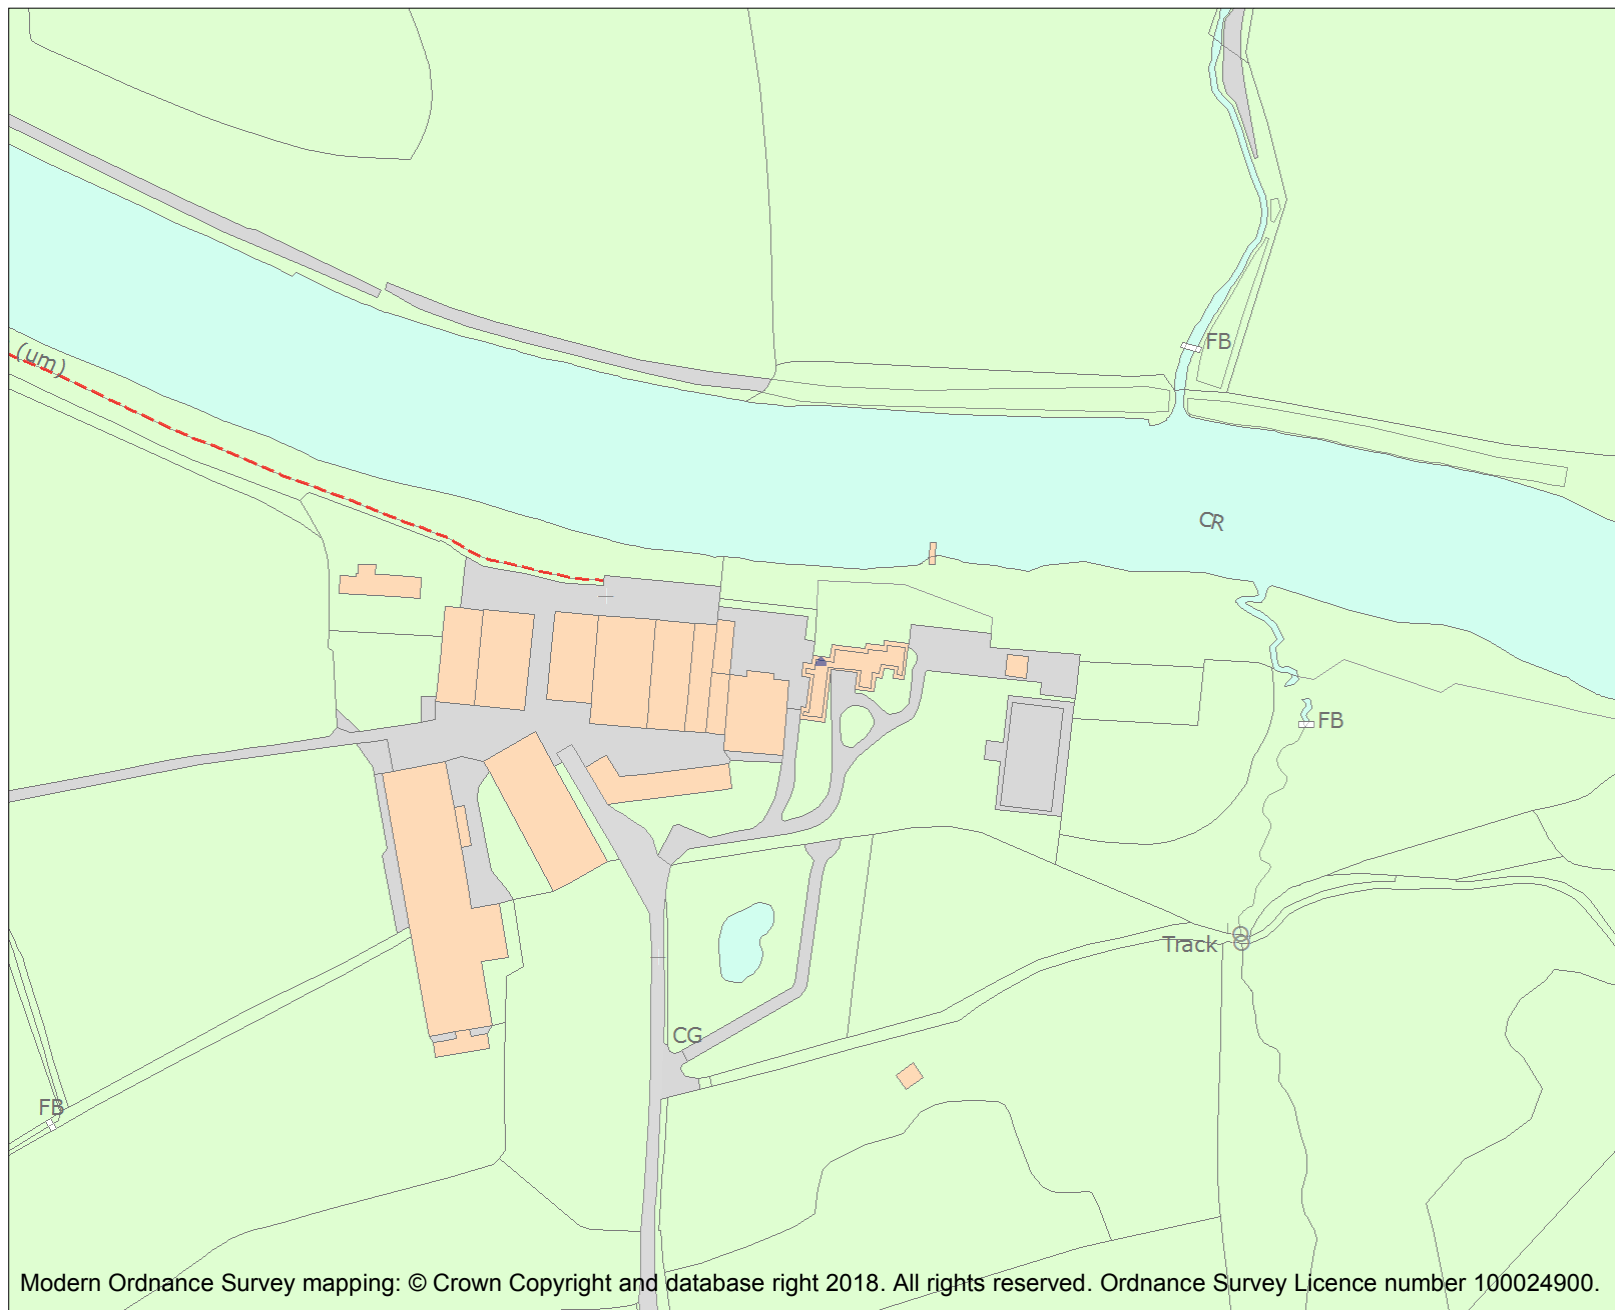 FB
(um)
CR
FB
Track
CG
FB
Modern Ordnance Survey mapping: © Crown Copyright and database right 2018. All rights reserved. Ordnance Survey Licence number 100024900.